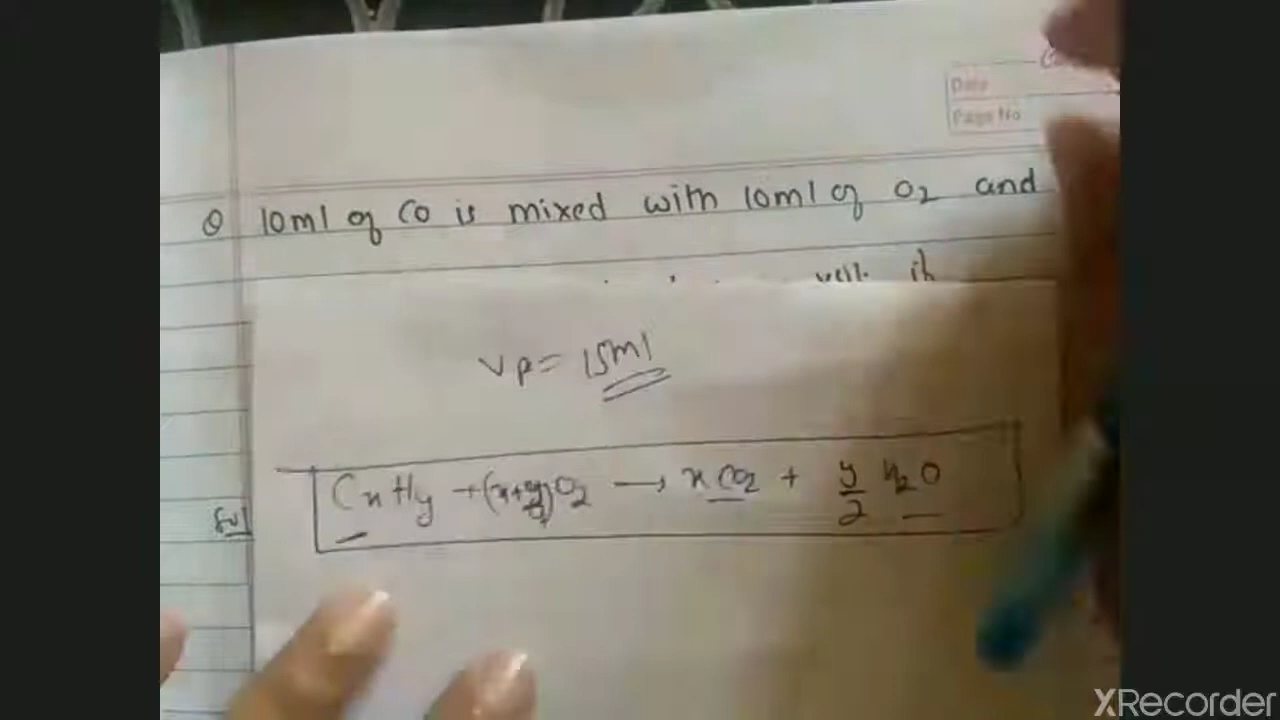 Date
Page No
Q 10ml of CO is mixed with 10ml of O2 and
Vp = 15ml
CxHy + (x+y/4)O2 → xCO2 + y/2 H2O
Sol
XRecorder